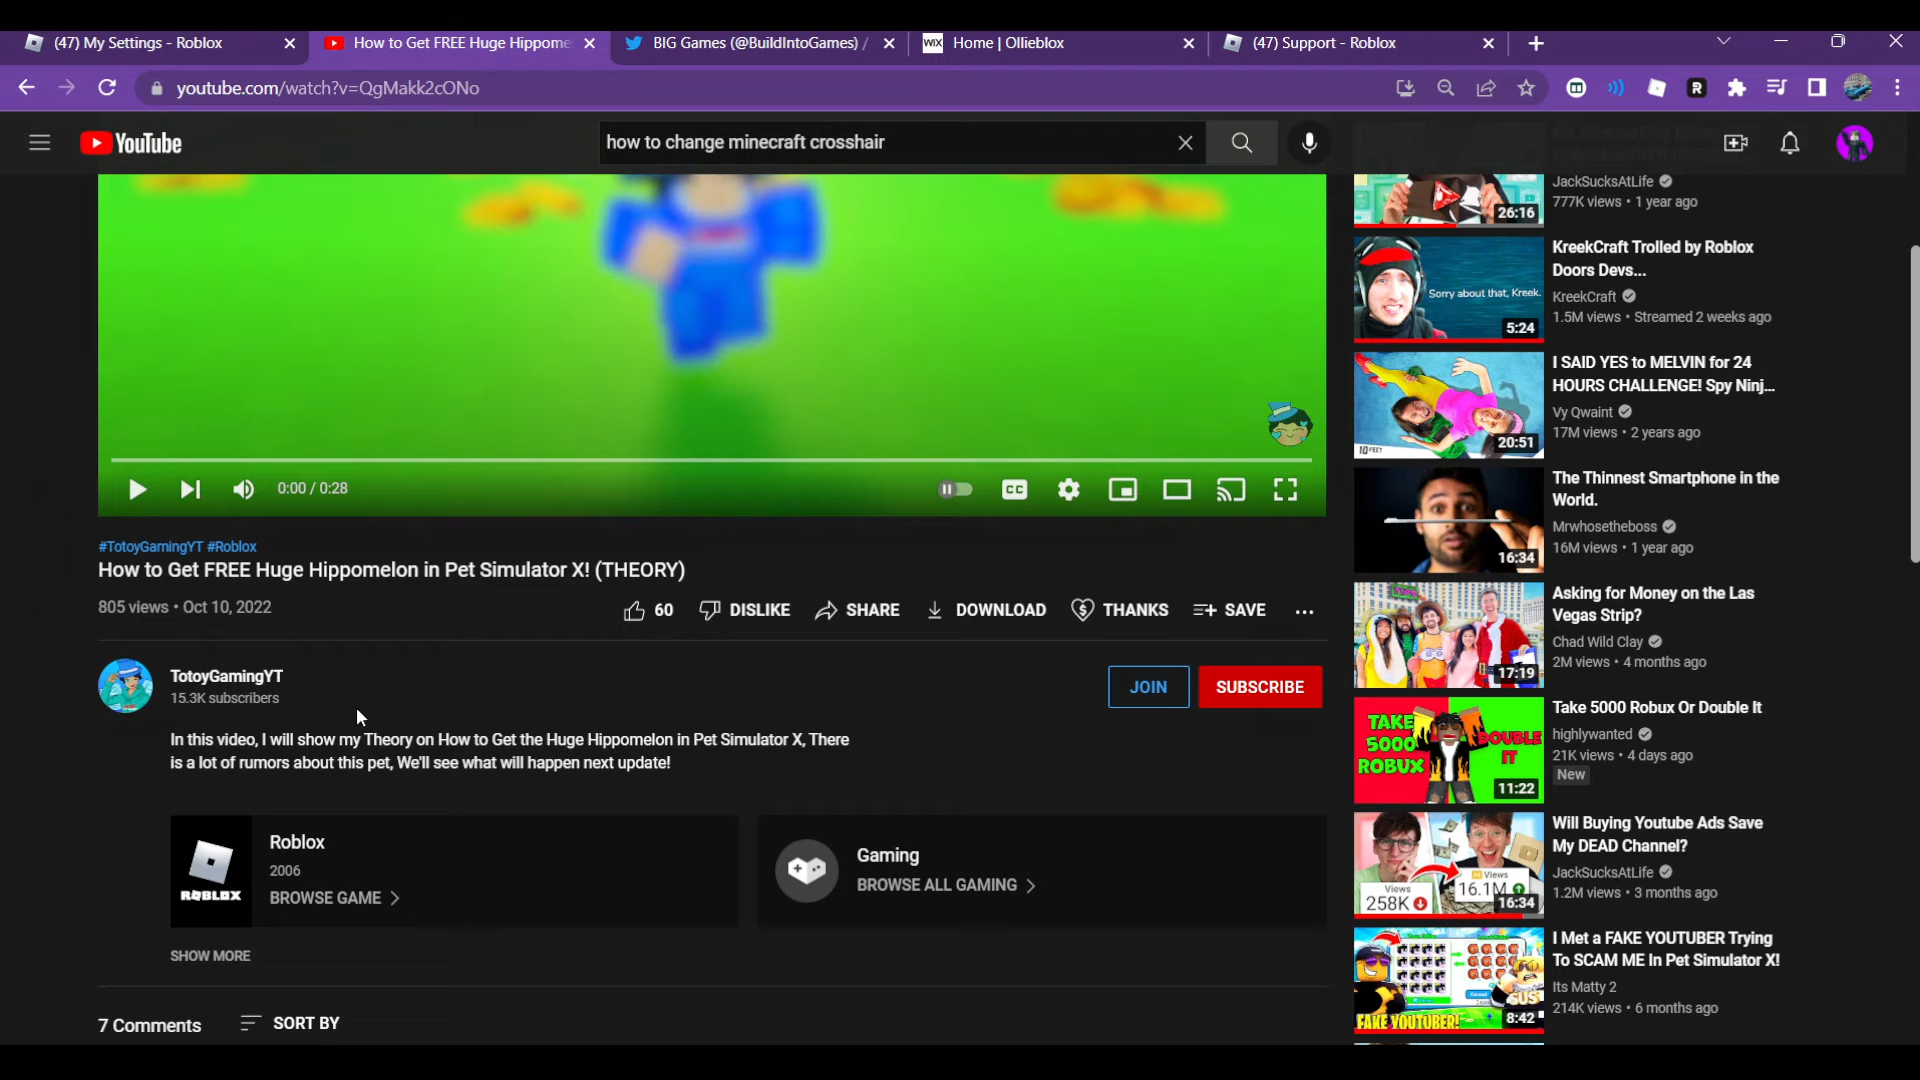 (47) My Settings - Roblox
How to Get FREE Huge Hippome
BIG Games (@BuildIntoGames) /
WiX Home | Ollieblox
(47) Support - Roblox
youtube.com/watch?v=QgMakk2cONo
YouTube
how to change minecraft crosshair
0:00 / 0:28
CC
#TotoyGamingYT #Roblox
How to Get FREE Huge Hippomelon in Pet Simulator X! (THEORY)
805 views • Oct 10, 2022
60
DISLIKE
SHARE
DOWNLOAD
THANKS
SAVE
TotoyGamingYT
15.3K subscribers
JOIN
SUBSCRIBE
In this video, I will show my Theory on How to Get the Huge Hippomelon in Pet Simulator X, There
is a lot of rumors about this pet, We'll see what will happen next update!
ROBLOX
Roblox
2006
BROWSE GAME
Gaming
BROWSE ALL GAMING
SHOW MORE
7 Comments
SORT BY
26:16
JackSucksAtLife
777K views • 1 year ago
Sorry about that, Kreek.
5:24
KreekCraft Trolled by Roblox
Doors Devs...
KreekCraft
1.5M views • Streamed 2 weeks ago
10 FEET
20:51
I SAID YES to MELVIN for 24
HOURS CHALLENGE! Spy Ninj...
Vy Qwaint
17M views • 2 years ago
16:34
The Thinnest Smartphone in the
World.
Mrwhosetheboss
16M views • 1 year ago
17:19
Asking for Money on the Las
Vegas Strip?
Chad Wild Clay
2M views • 4 months ago
TAKE
5000
ROBUX
DOUBLE
IT
11:22
Take 5000 Robux Or Double It
highlywanted
21K views • 4 days ago
New
Views
258K
Views
16.1M
16:34
Will Buying Youtube Ads Save
My DEAD Channel?
JackSucksAtLife
1.2M views • 3 months ago
SUS
FAKE YOUTUBER!
8:42
I Met a FAKE YOUTUBER Trying
To SCAM ME In Pet Simulator X!
Its Matty 2
214K views • 6 months ago